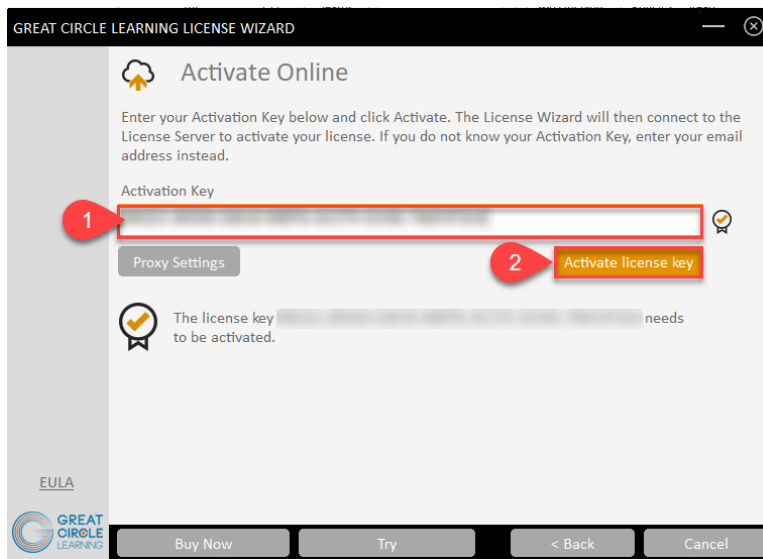 GREAT CIRCLE LEARNING LICENSE WIZARD
Activate Online
Enter your Activation Key below and click Activate. The License Wizard will then connect to the
License Server to activate your license. If you do not know your Activation Key, enter your email
address instead.
Activation Key
1
Proxy Settings
2
Activate license key
The license key needs
to be activated.
EULA
GREAT
CIRCLE
LEARNING
Buy Now
Try
< Back
Cancel